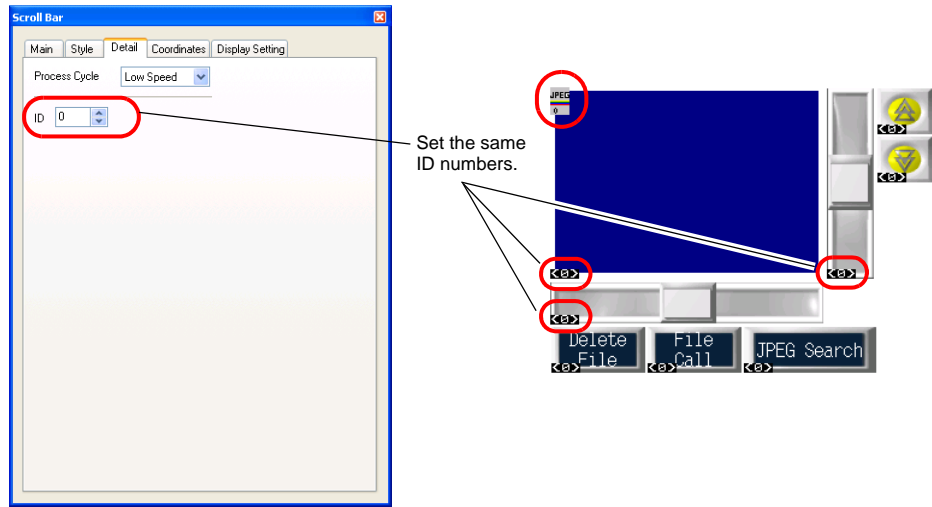 Scroll Bar
Main Style Detail Coordinates Display Setting
Process Cycle Low Speed
ID 0
Set the same
ID numbers.
JPEG
0
<0>
<0>
<0>
<0>
<0>
Delete
File
<0>
File
Call
<0>
JPEG Search
<0>